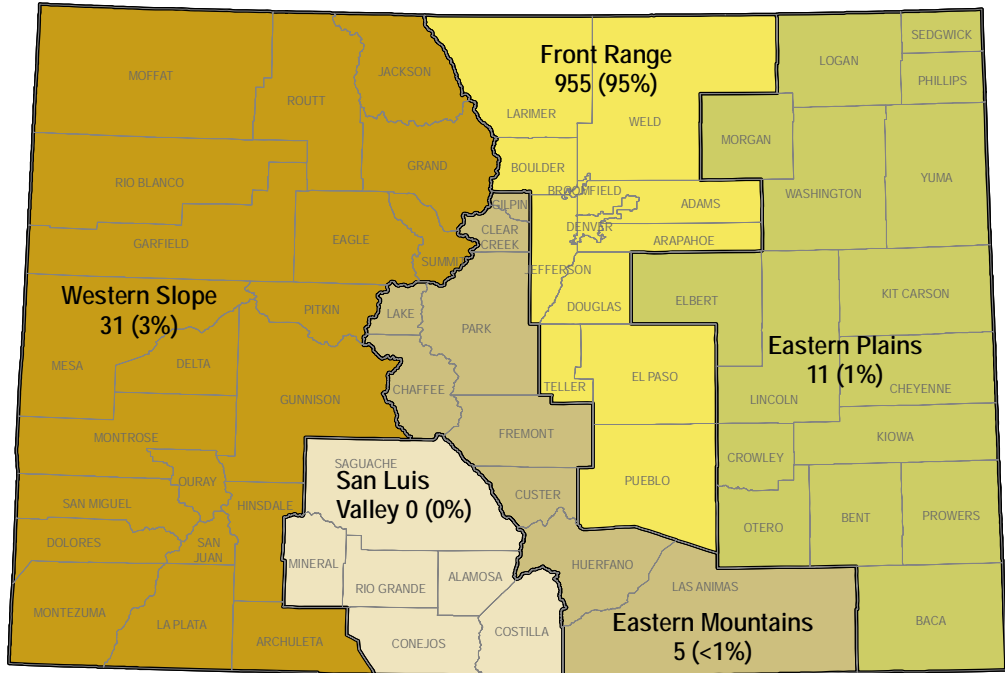 Front Range
955 (95%)
Western Slope
31 (3%)
Eastern Plains
11 (1%)
San Luis
Valley 0 (0%)
Eastern Mountains
5 (<1%)
MOFFAT
ROUTT
JACKSON
LARIMER
WELD
LOGAN
SEDGWICK
PHILLIPS
MORGAN
RIO BLANCO
GRAND
BOULDER
BROOMFIELD
WASHINGTON
YUMA
GILPIN
ADAMS
CLEAR
CREEK
DENVER
ARAPAHOE
GARFIELD
EAGLE
SUMMIT
JEFFERSON
DOUGLAS
ELBERT
KIT CARSON
PITKIN
LAKE
PARK
MESA
DELTA
CHAFFEE
TELLER
EL PASO
LINCOLN
CHEYENNE
GUNNISON
MONTROSE
FREMONT
KIOWA
CROWLEY
SAGUACHE
OURAY
SAN MIGUEL
HINSDALE
CUSTER
PUEBLO
OTERO
BENT
PROWERS
DOLORES
SAN
JUAN
MINERAL
RIO GRANDE
ALAMOSA
HUERFANO
LAS ANIMAS
MONTEZUMA
LA PLATA
ARCHULETA
CONEJOS
COSTILLA
BACA